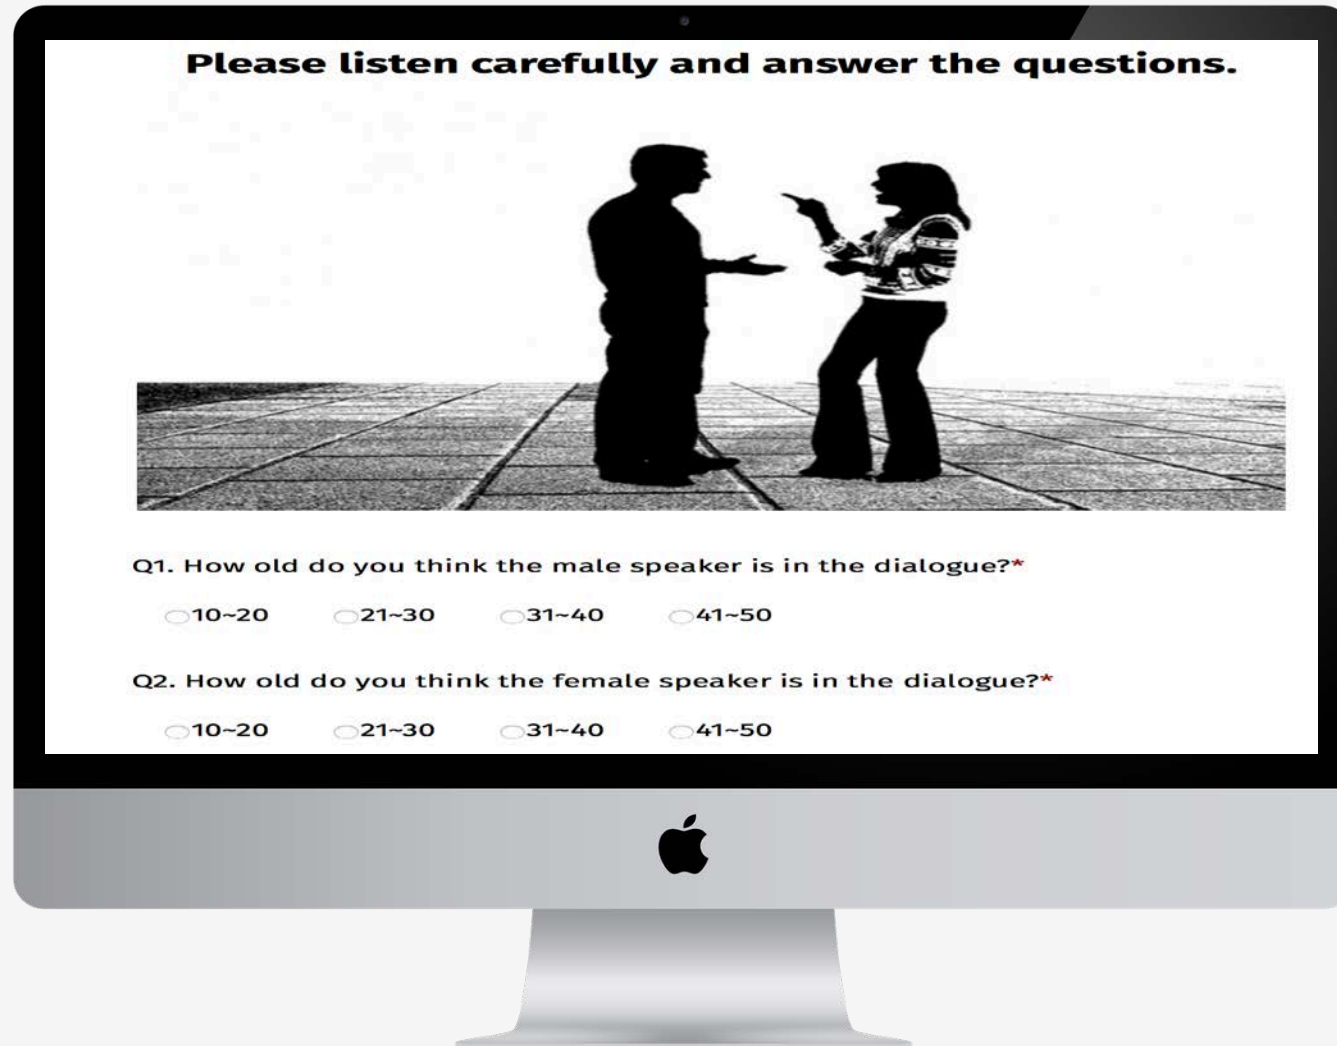 Please listen carefully and answer the questions.
Q1. How old do you think the male speaker is in the dialogue?*
10~20 21~30 31~40 41~50
Q2. How old do you think the female speaker is in the dialogue?*
10~20 21~30 31~40 41~50